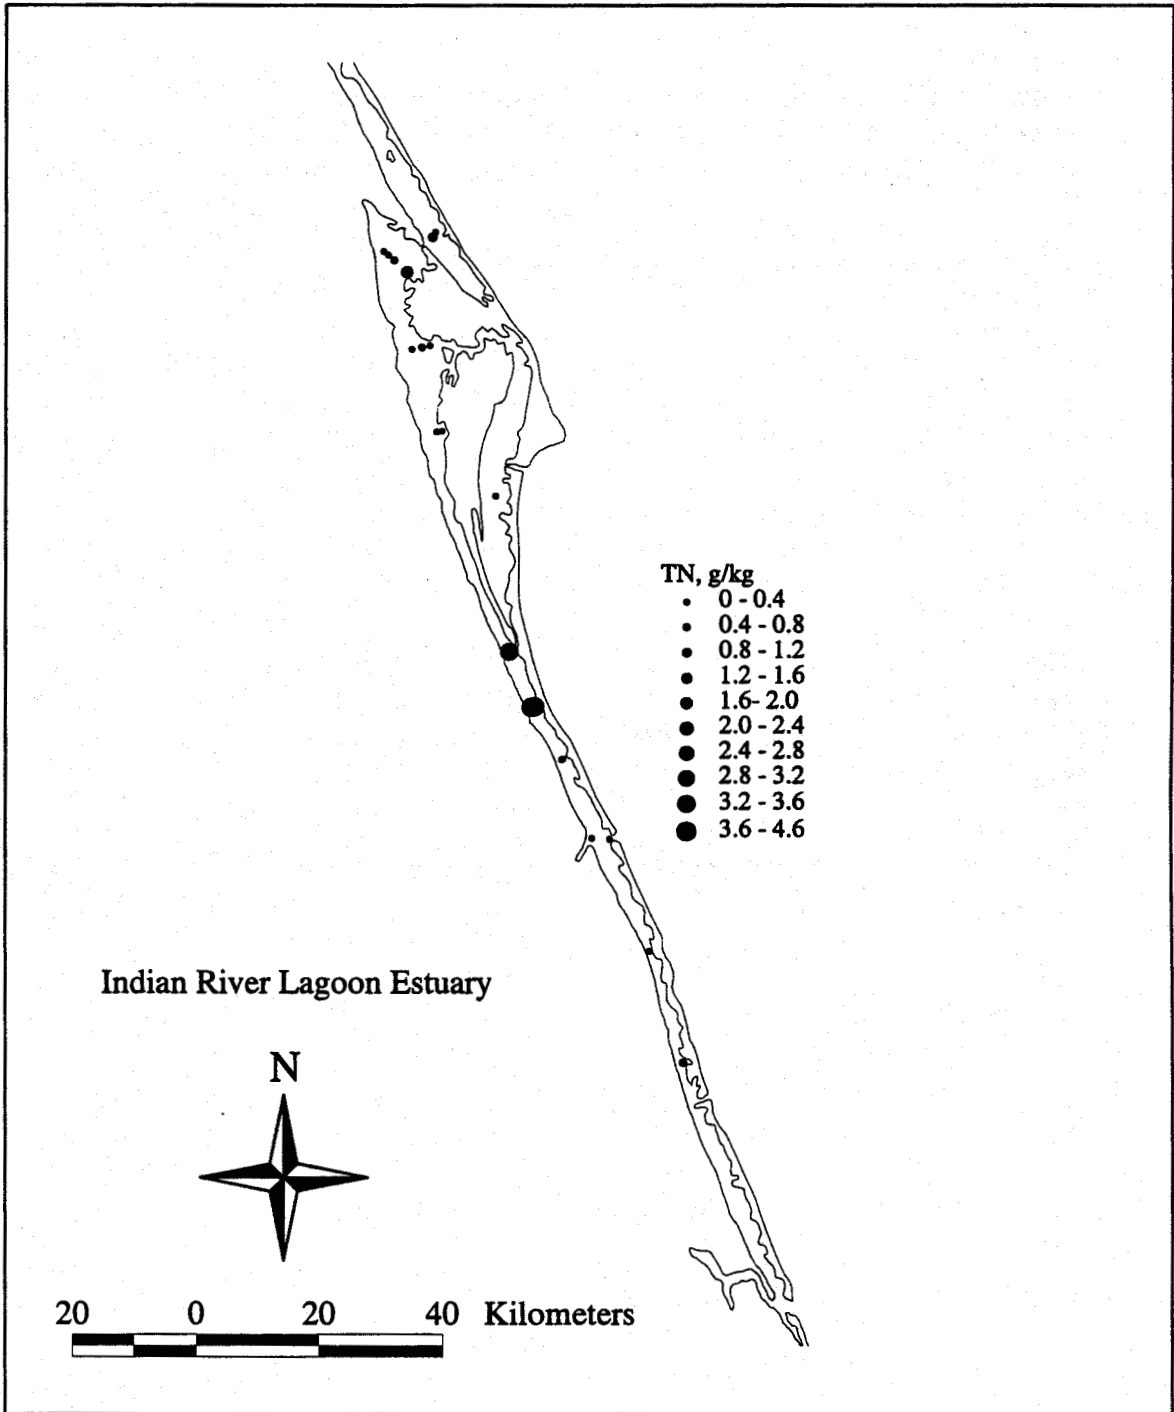 TN, g/kg
0 - 0.4
0.4 - 0.8
0.8 - 1.2
1.2 - 1.6
1.6- 2.0
2.0 - 2.4
2.4 - 2.8
2.8 - 3.2
3.2 - 3.6
3.6 - 4.6
Indian River Lagoon Estuary
N
20 0 20 40 Kilometers